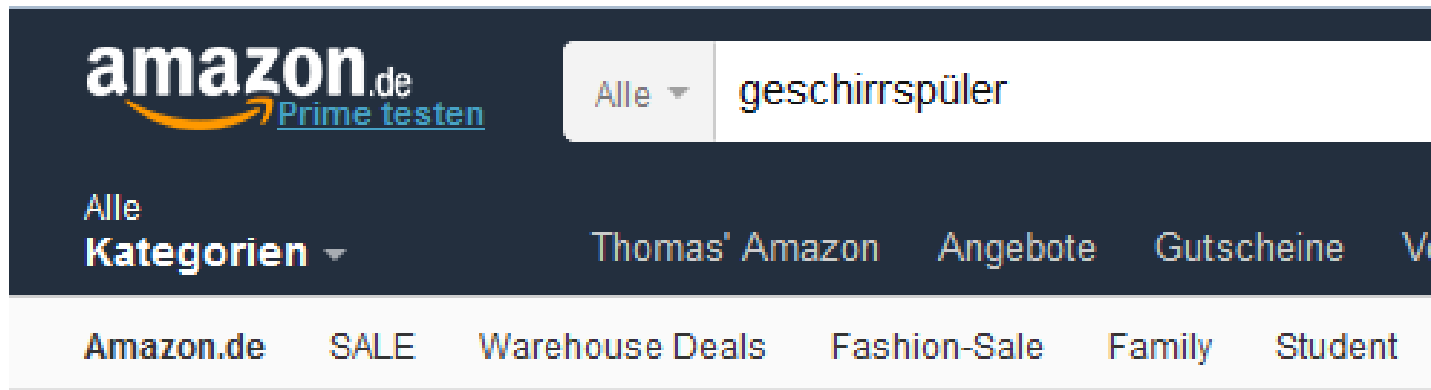 amazon.de
Prime testen
Alle geschirrspüler
Alle
Kategorien
Thomas' Amazon Angebote Gutscheine
Amazon.de SALE Warehouse Deals Fashion-Sale Family Student